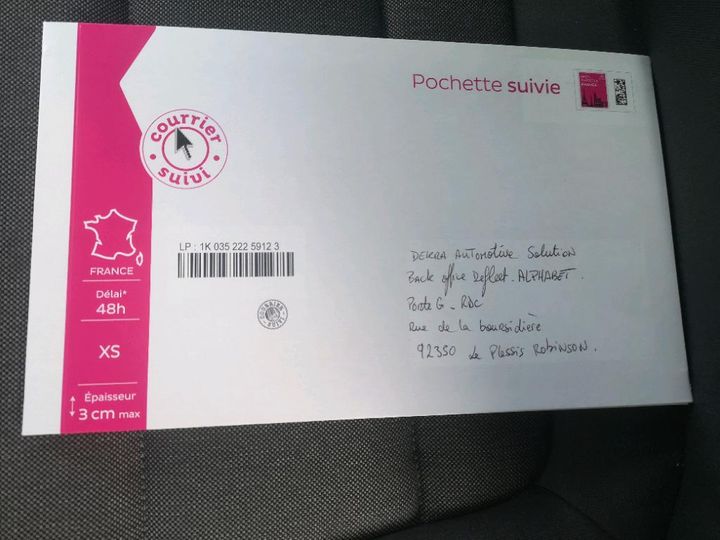 Pochette suivie
courrier
suivi
LP : 1K 035 222 5912 3
DEKRA AUTOMOTIVE Solution
Back office Deflect. ALPHABET.
Porte G - RDC
Rue de la boursidière
92350 Le Plessis Robinson.
FRANCE
Délai*
48h
XS
Épaisseur
3 cm max